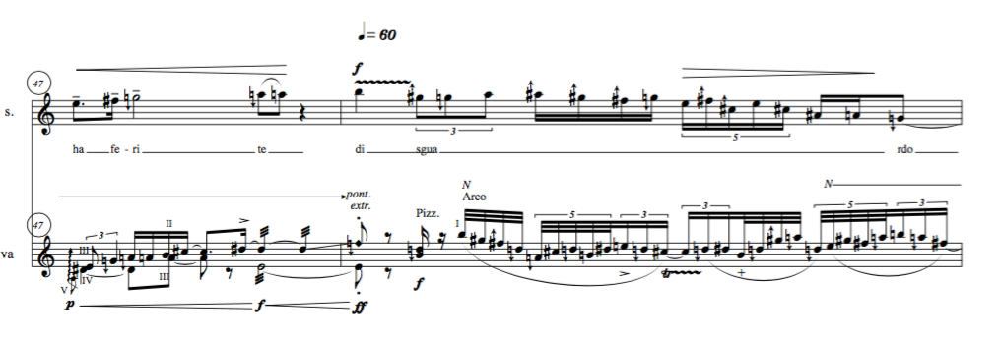 = 60
f
47
s.
3
5
ha fe - ri te di sgua rdo
N
N
pont.
extr.
Arco
Pizz.
47
II
I
3
5
3
3
5
3
III
va
IV
III
V
+
p
f
ff
f